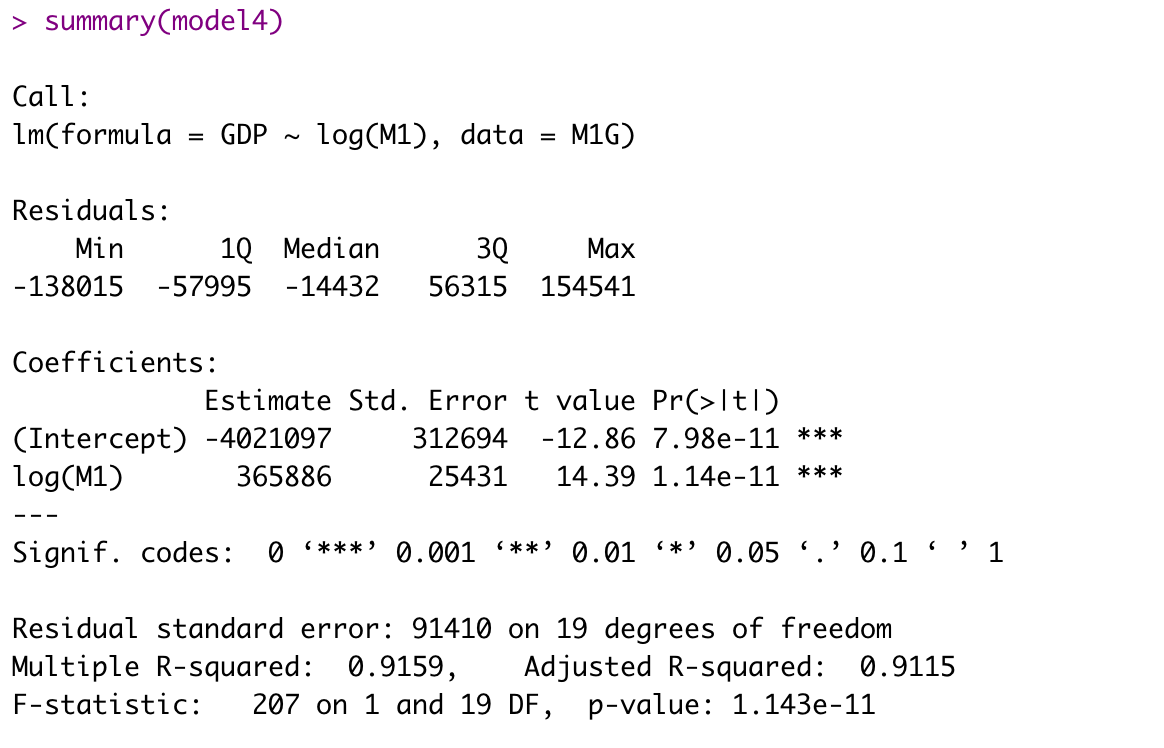 > summary(model4)
Call:
lm(formula = GDP ~ log(M1), data = M1G)
Residuals:
    Min      1Q  Median      3Q     Max
-138015  -57995  -14432   56315  154541
Coefficients:
            Estimate Std. Error t value Pr(>|t|)
(Intercept) -4021097     312694  -12.86 7.98e-11 ***
log(M1)       365886      25431   14.39 1.14e-11 ***
---
Signif. codes:  0 ‘***’ 0.001 ‘**’ 0.01 ‘*’ 0.05 ‘.’ 0.1 ‘ ’ 1
Residual standard error: 91410 on 19 degrees of freedom
Multiple R-squared:  0.9159,    Adjusted R-squared:  0.9115
F-statistic:   207 on 1 and 19 DF,  p-value: 1.143e-11